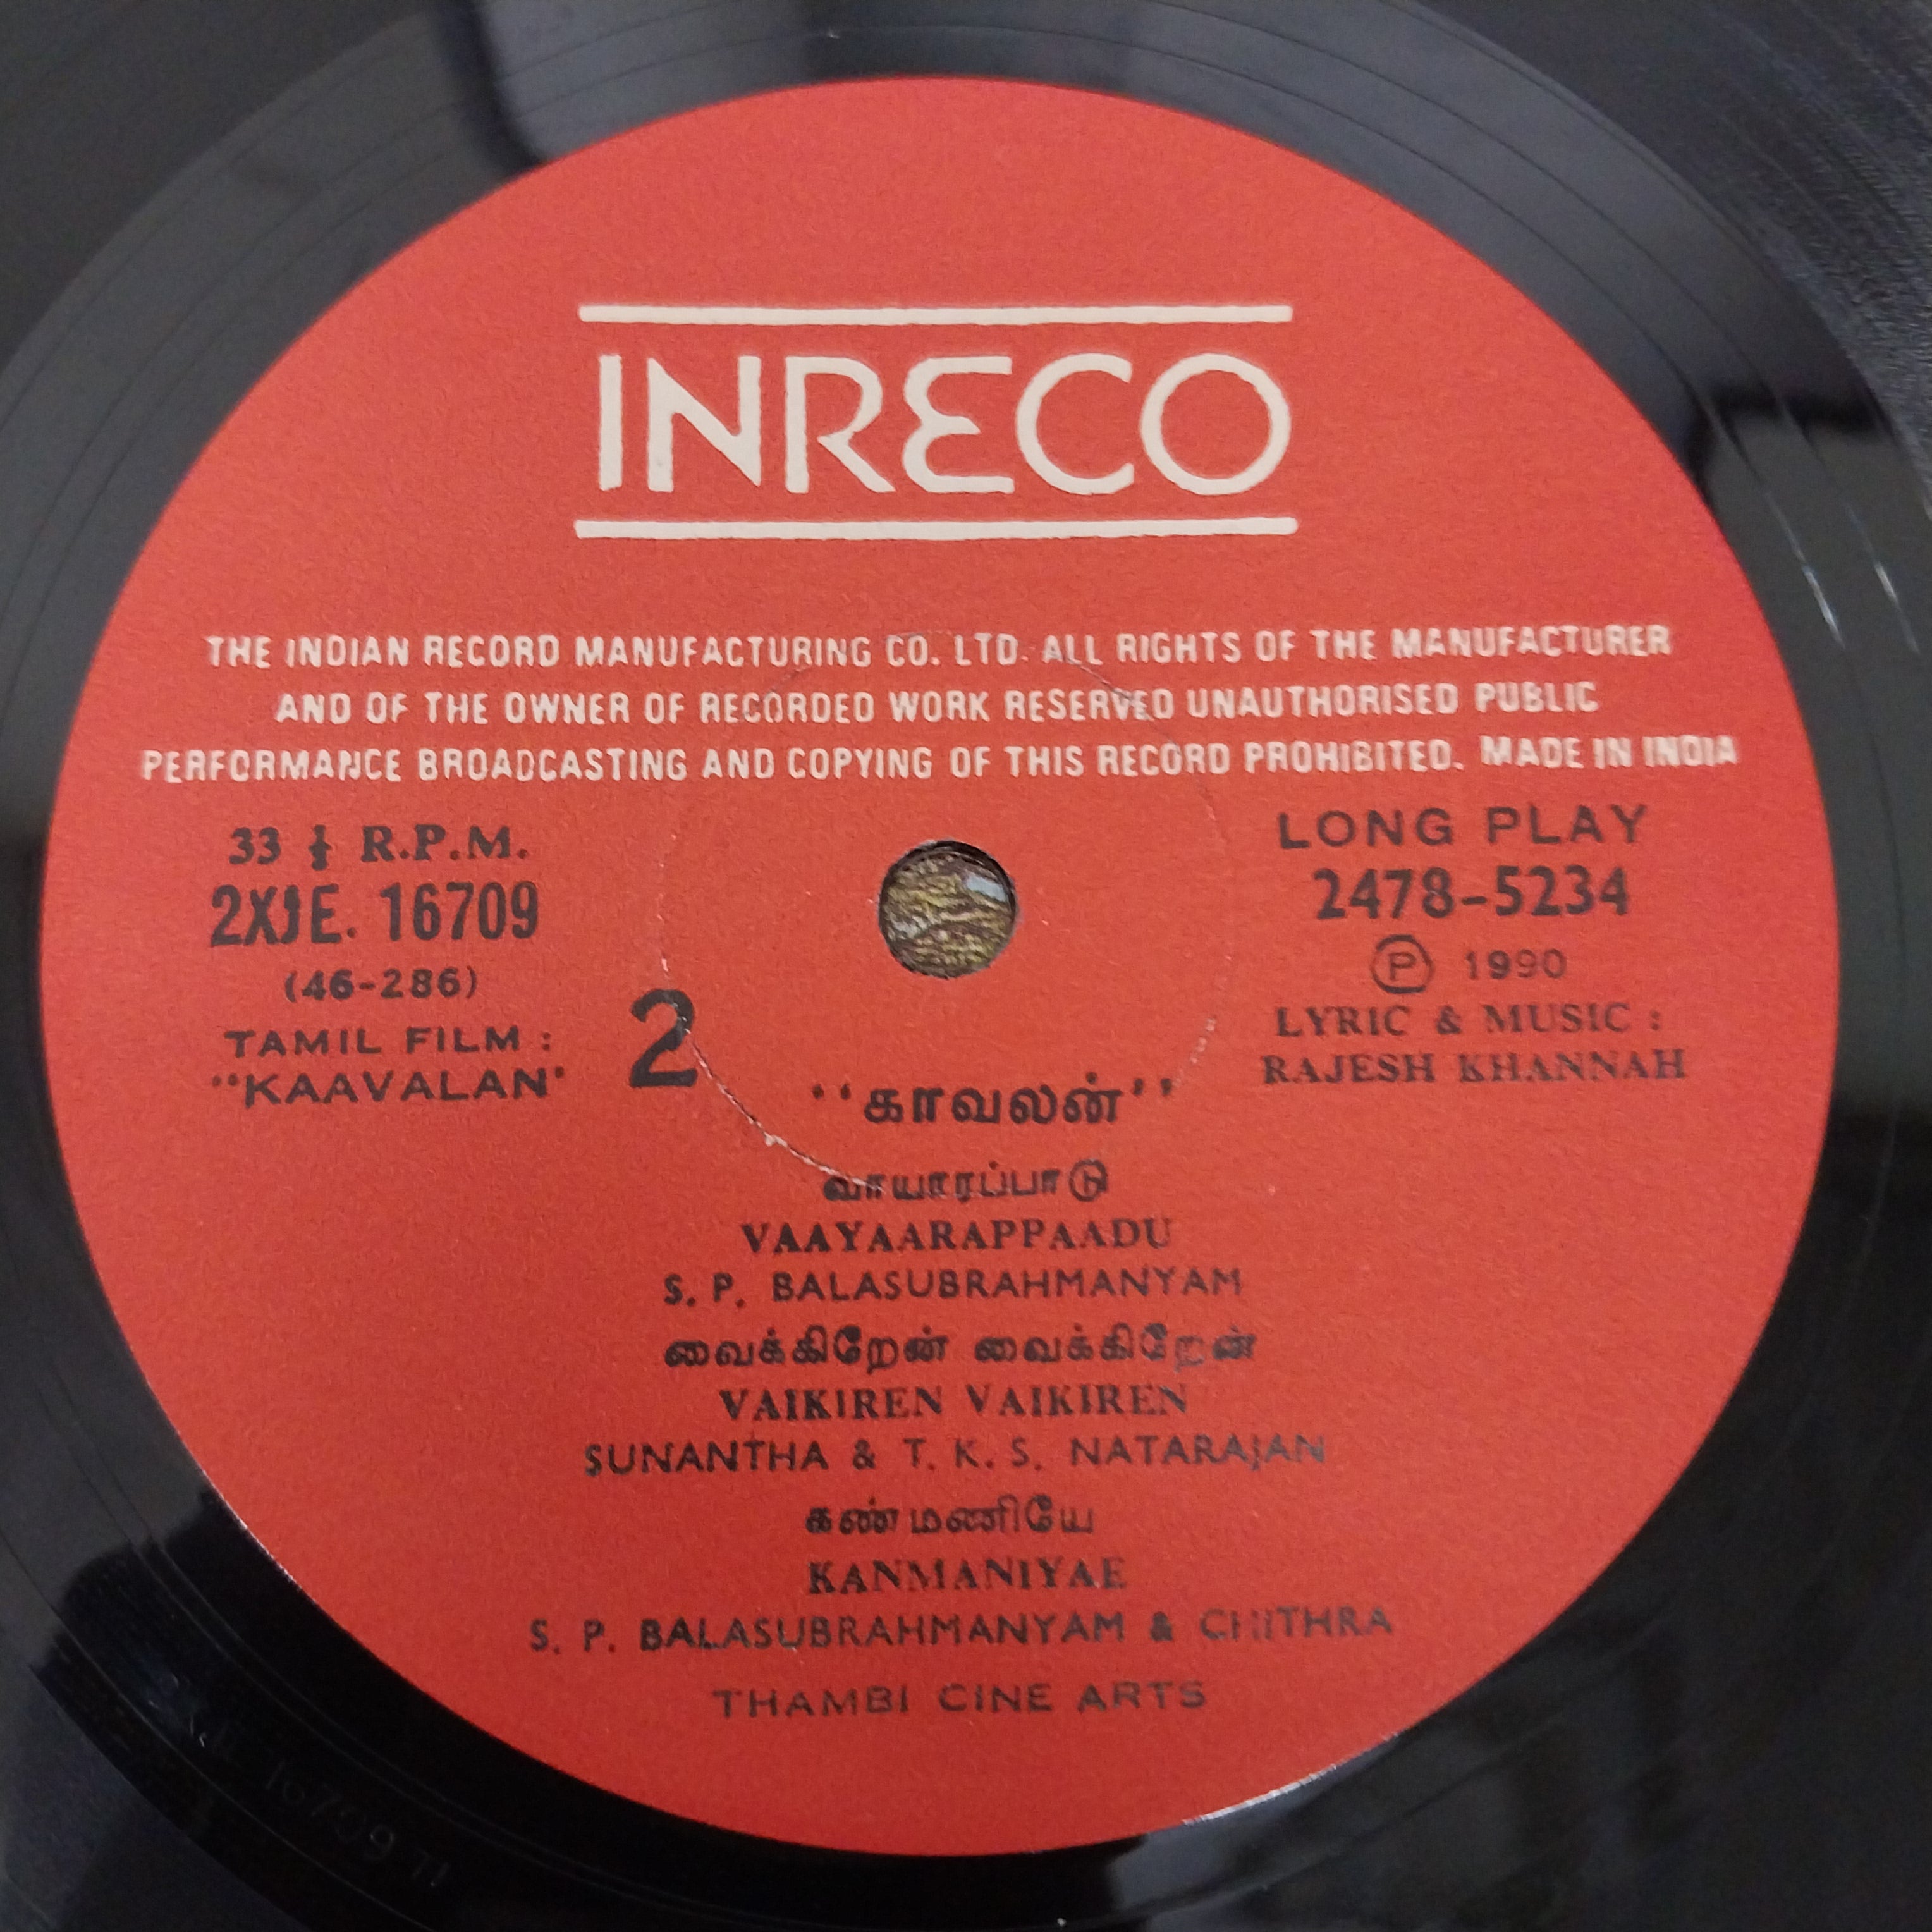 INRECO
THE INDIAN RECORD MANUFACTURING CO. LTD. ALL RIGHTS OF THE MANUFACTURER
AND OF THE OWNER OF RECORDED WORK RESERVED UNAUTHORISED PUBLIC
PERFORMANCE BROADCASTING AND COPYING OF THIS RECORD PROHIBITED. MADE IN INDIA
33 ⅓ R.P.M.
2XJE. 16709
(46-286)
TAMIL FILM :
"KAAVALAN"
2
LONG PLAY
2478-5234
Ⓟ 1990
LYRIC & MUSIC :
RAJESH KHANNAH
"காவலன்"
வாயாரப்பாடு
VAAYAARAPPAADU
S. P. BALASUBRAHMANYAM
வைக்கிறேன் வைக்கிறேன்
VAIKIREN VAIKIREN
SUNANTHA & T. K. S. NATARAJAN
கண்மணியே
KANMANIYAE
S. P. BALASUBRAHMANYAM & CHITHRA
THAMBI CINE ARTS
16709 T1